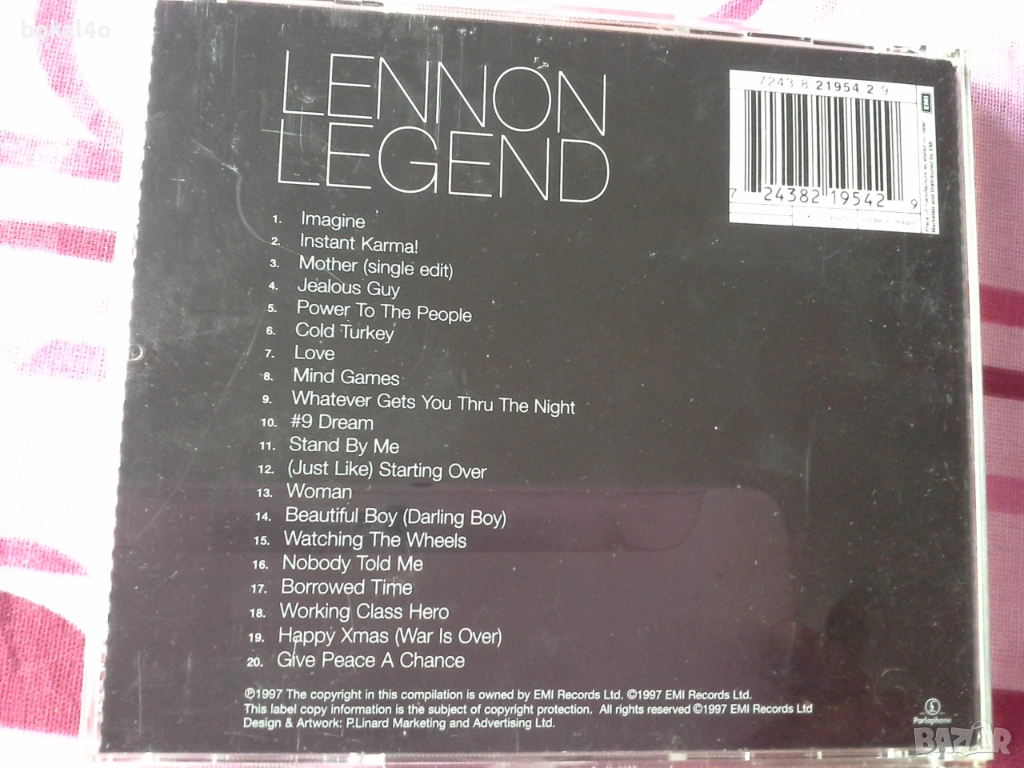 bokal4o
LENNON
LEGEND
7243 8 21954 2 9
7 24382 19542 9
EMI
1. Imagine
2. Instant Karma!
3. Mother (single edit)
4. Jealous Guy
5. Power To The People
6. Cold Turkey
7. Love
8. Mind Games
9. Whatever Gets You Thru The Night
10. #9 Dream
11. Stand By Me
12. (Just Like) Starting Over
13. Woman
14. Beautiful Boy (Darling Boy)
15. Watching The Wheels
16. Nobody Told Me
17. Borrowed Time
18. Working Class Hero
19. Happy Xmas (War Is Over)
20. Give Peace A Chance
℗1997 The copyright in this compilation is owned by EMI Records Ltd. ©1997 EMI Records Ltd.
This label copy information is the subject of copyright protection. All rights reserved ©1997 EMI Records Ltd
Design & Artwork: P.Linard Marketing and Advertising Ltd.
Parlophone
BAZAR